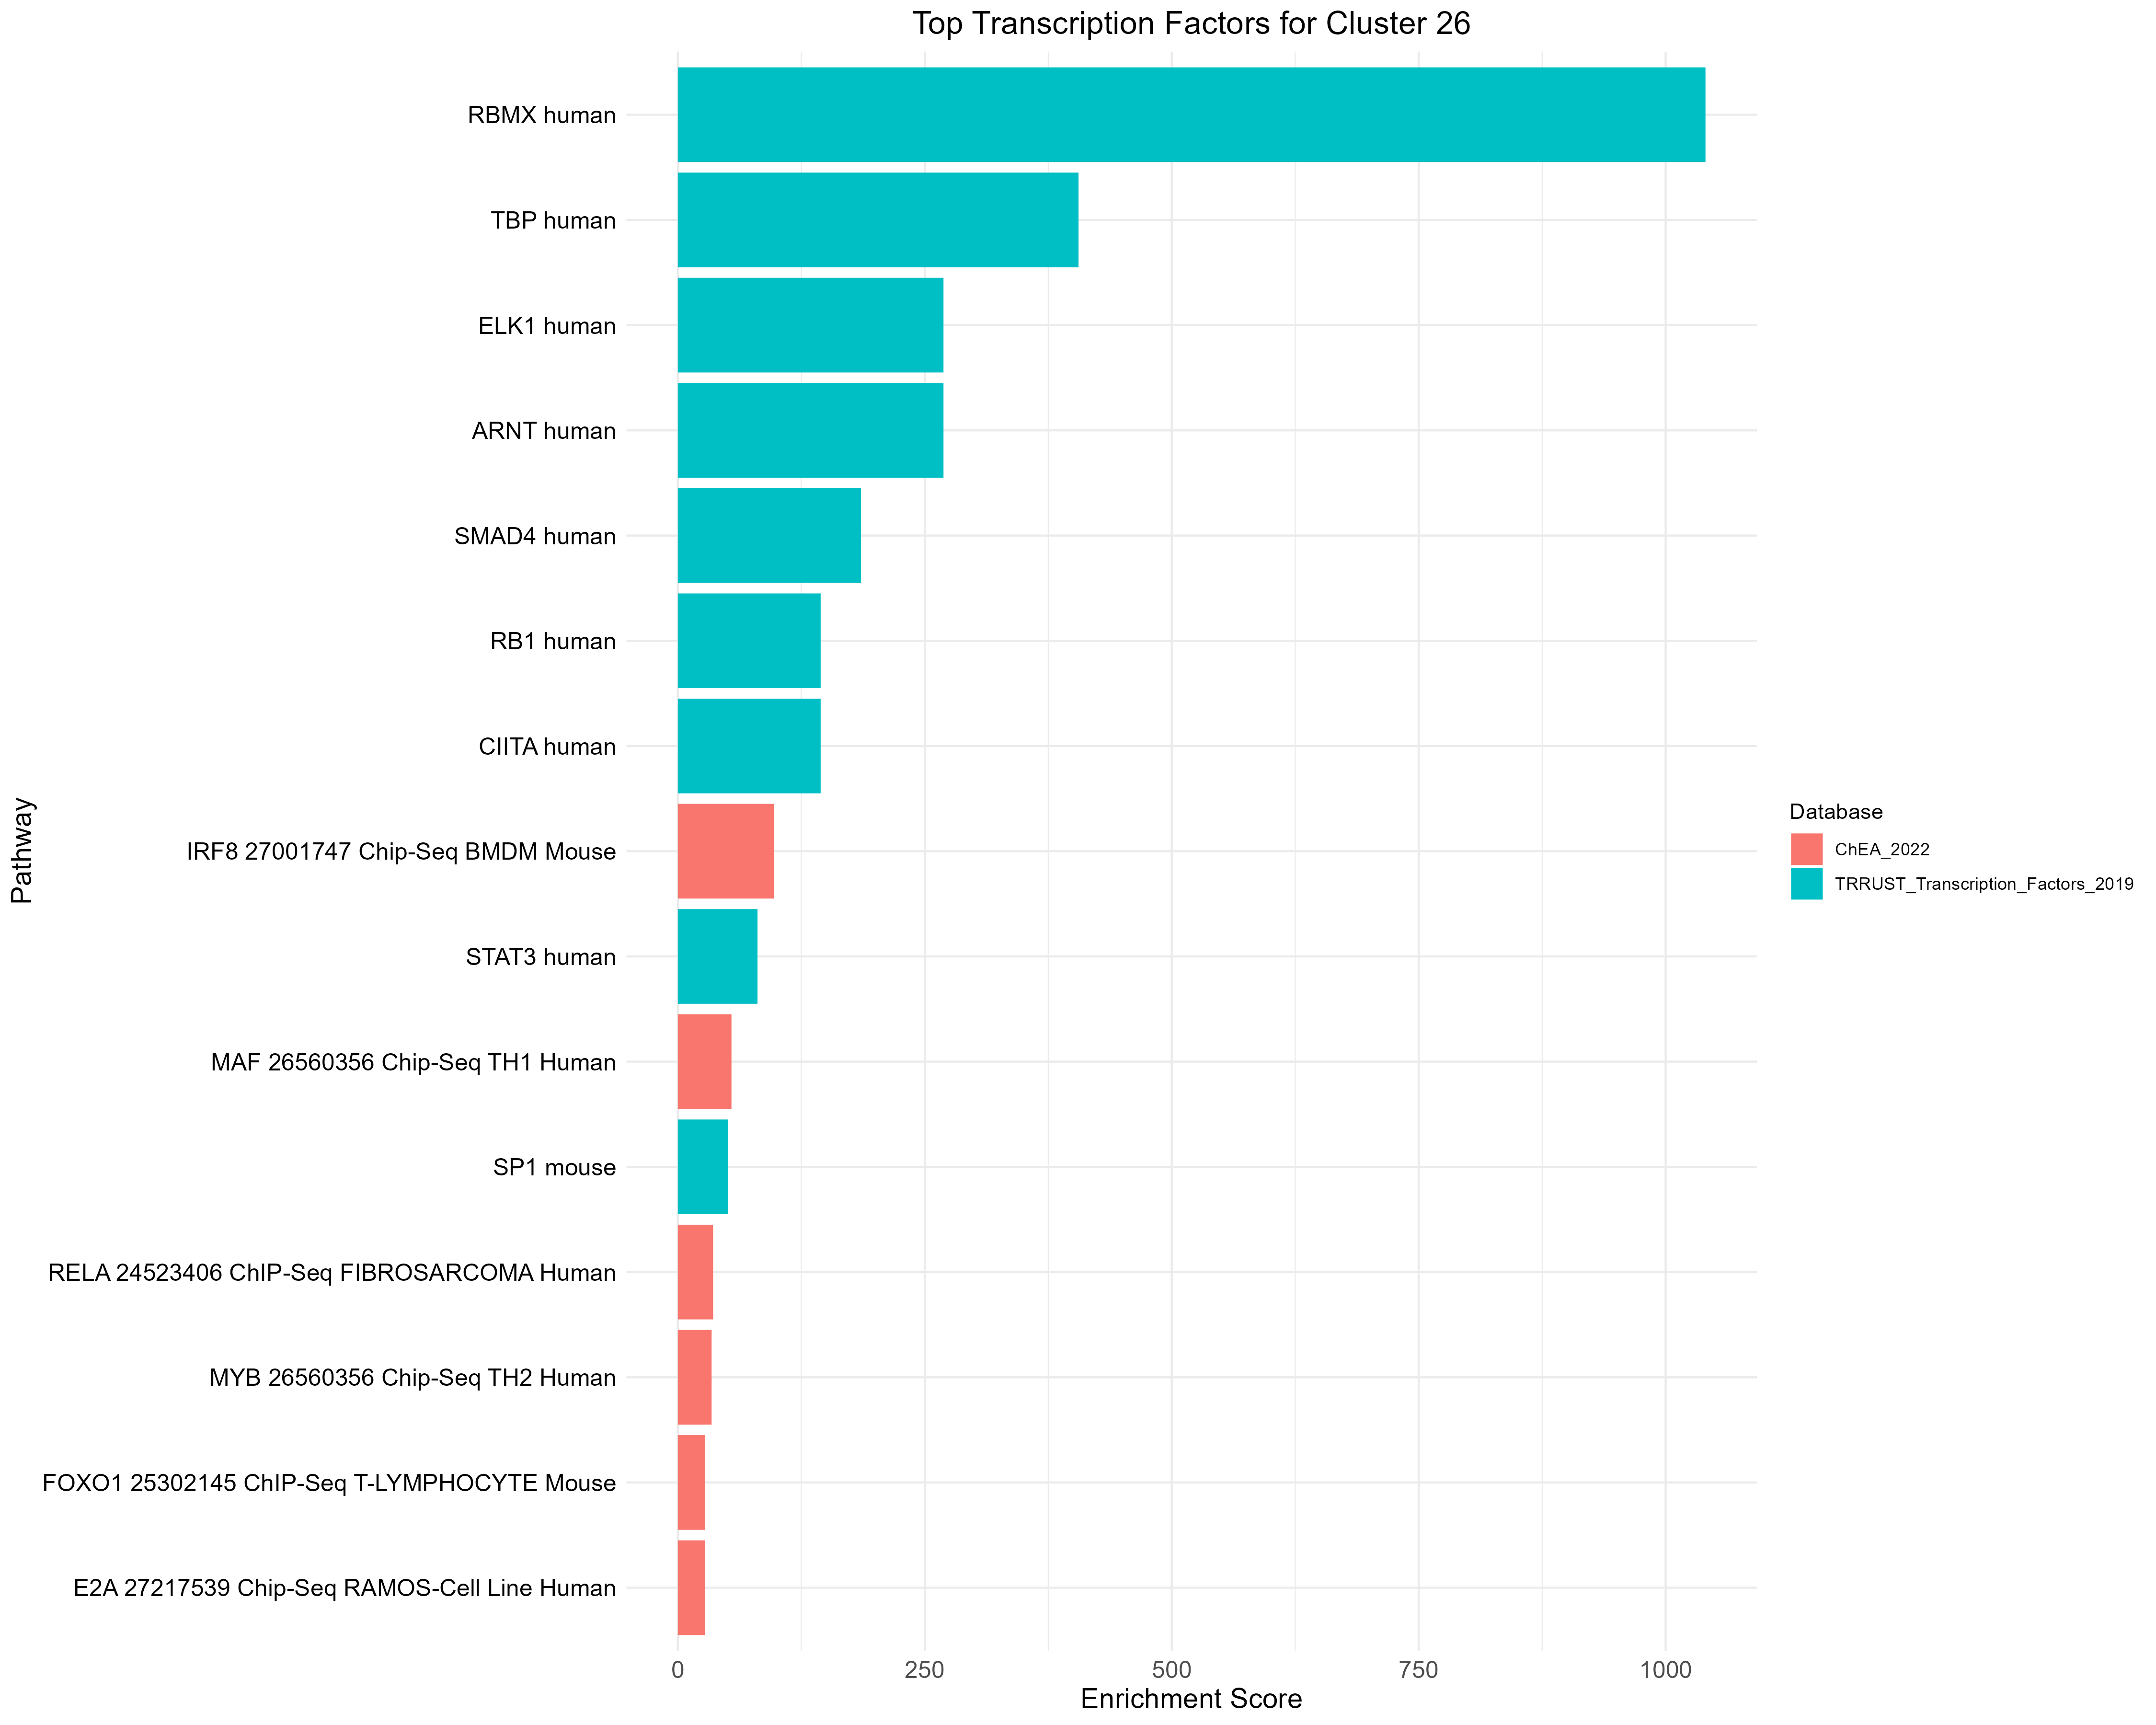 Top Transcription Factors for Cluster 26
RBMX human
TBP human
ELK1 human
ARNT human
SMAD4 human
RB1 human
CIITA human
IRF8 27001747 Chip-Seq BMDM Mouse
STAT3 human
MAF 26560356 Chip-Seq TH1 Human
SP1 mouse
RELA 24523406 ChIP-Seq FIBROSARCOMA Human
MYB 26560356 Chip-Seq TH2 Human
FOXO1 25302145 ChIP-Seq T-LYMPHOCYTE Mouse
E2A 27217539 Chip-Seq RAMOS-Cell Line Human
Pathway
0 250 500 750 1000
Enrichment Score
Database
ChEA_2022
TRRUST_Transcription_Factors_2019